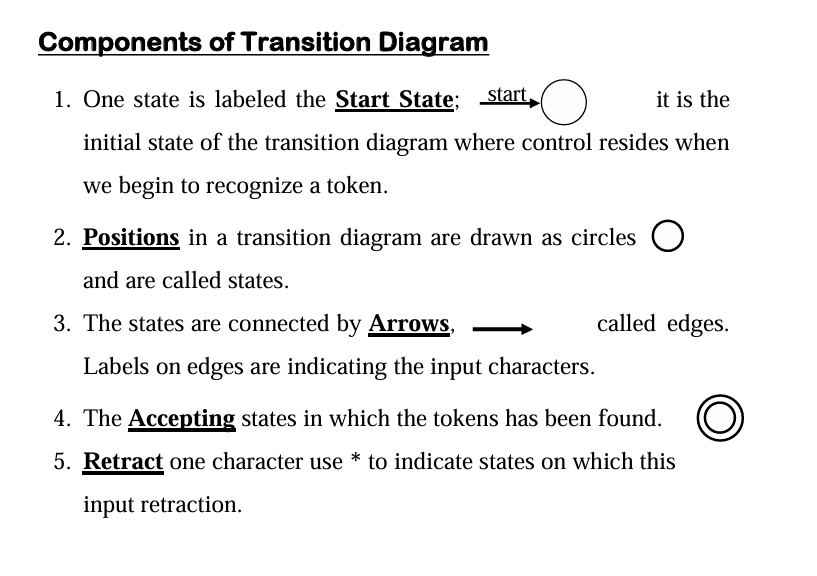 Components of Transition Diagram
1. One state is labeled the Start State; start it is the
initial state of the transition diagram where control resides when
we begin to recognize a token.
2. Positions in a transition diagram are drawn as circles
and are called states.
3. The states are connected by Arrows, called edges.
Labels on edges are indicating the input characters.
4. The Accepting states in which the tokens has been found.
5. Retract one character use * to indicate states on which this
input retraction.